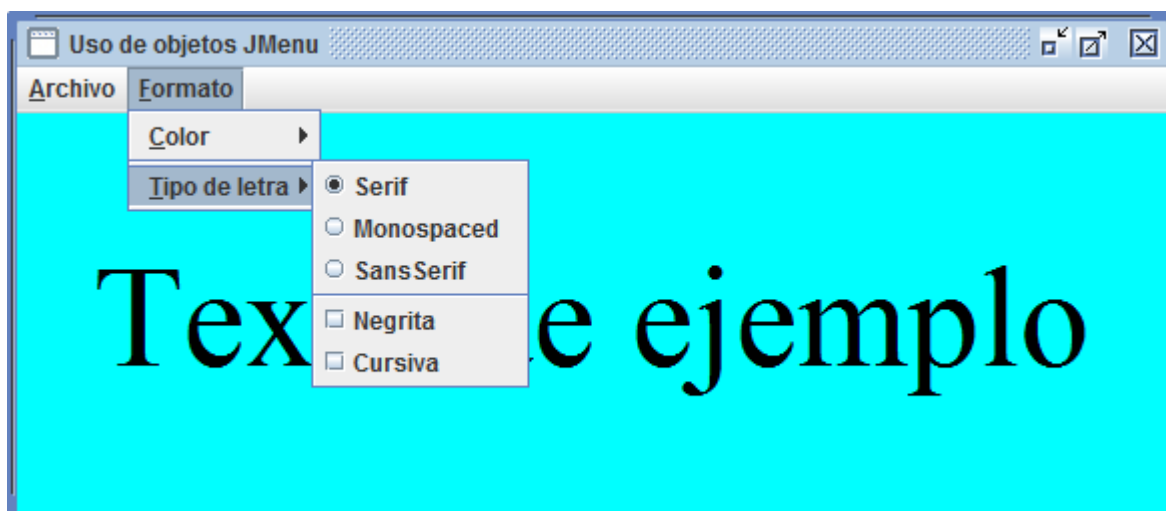 Uso de objetos JMenu
Archivo Formato
Color
Tipo de letra
Serif
Monospaced
SansSerif
Negrita
Cursiva
Tex e ejemplo